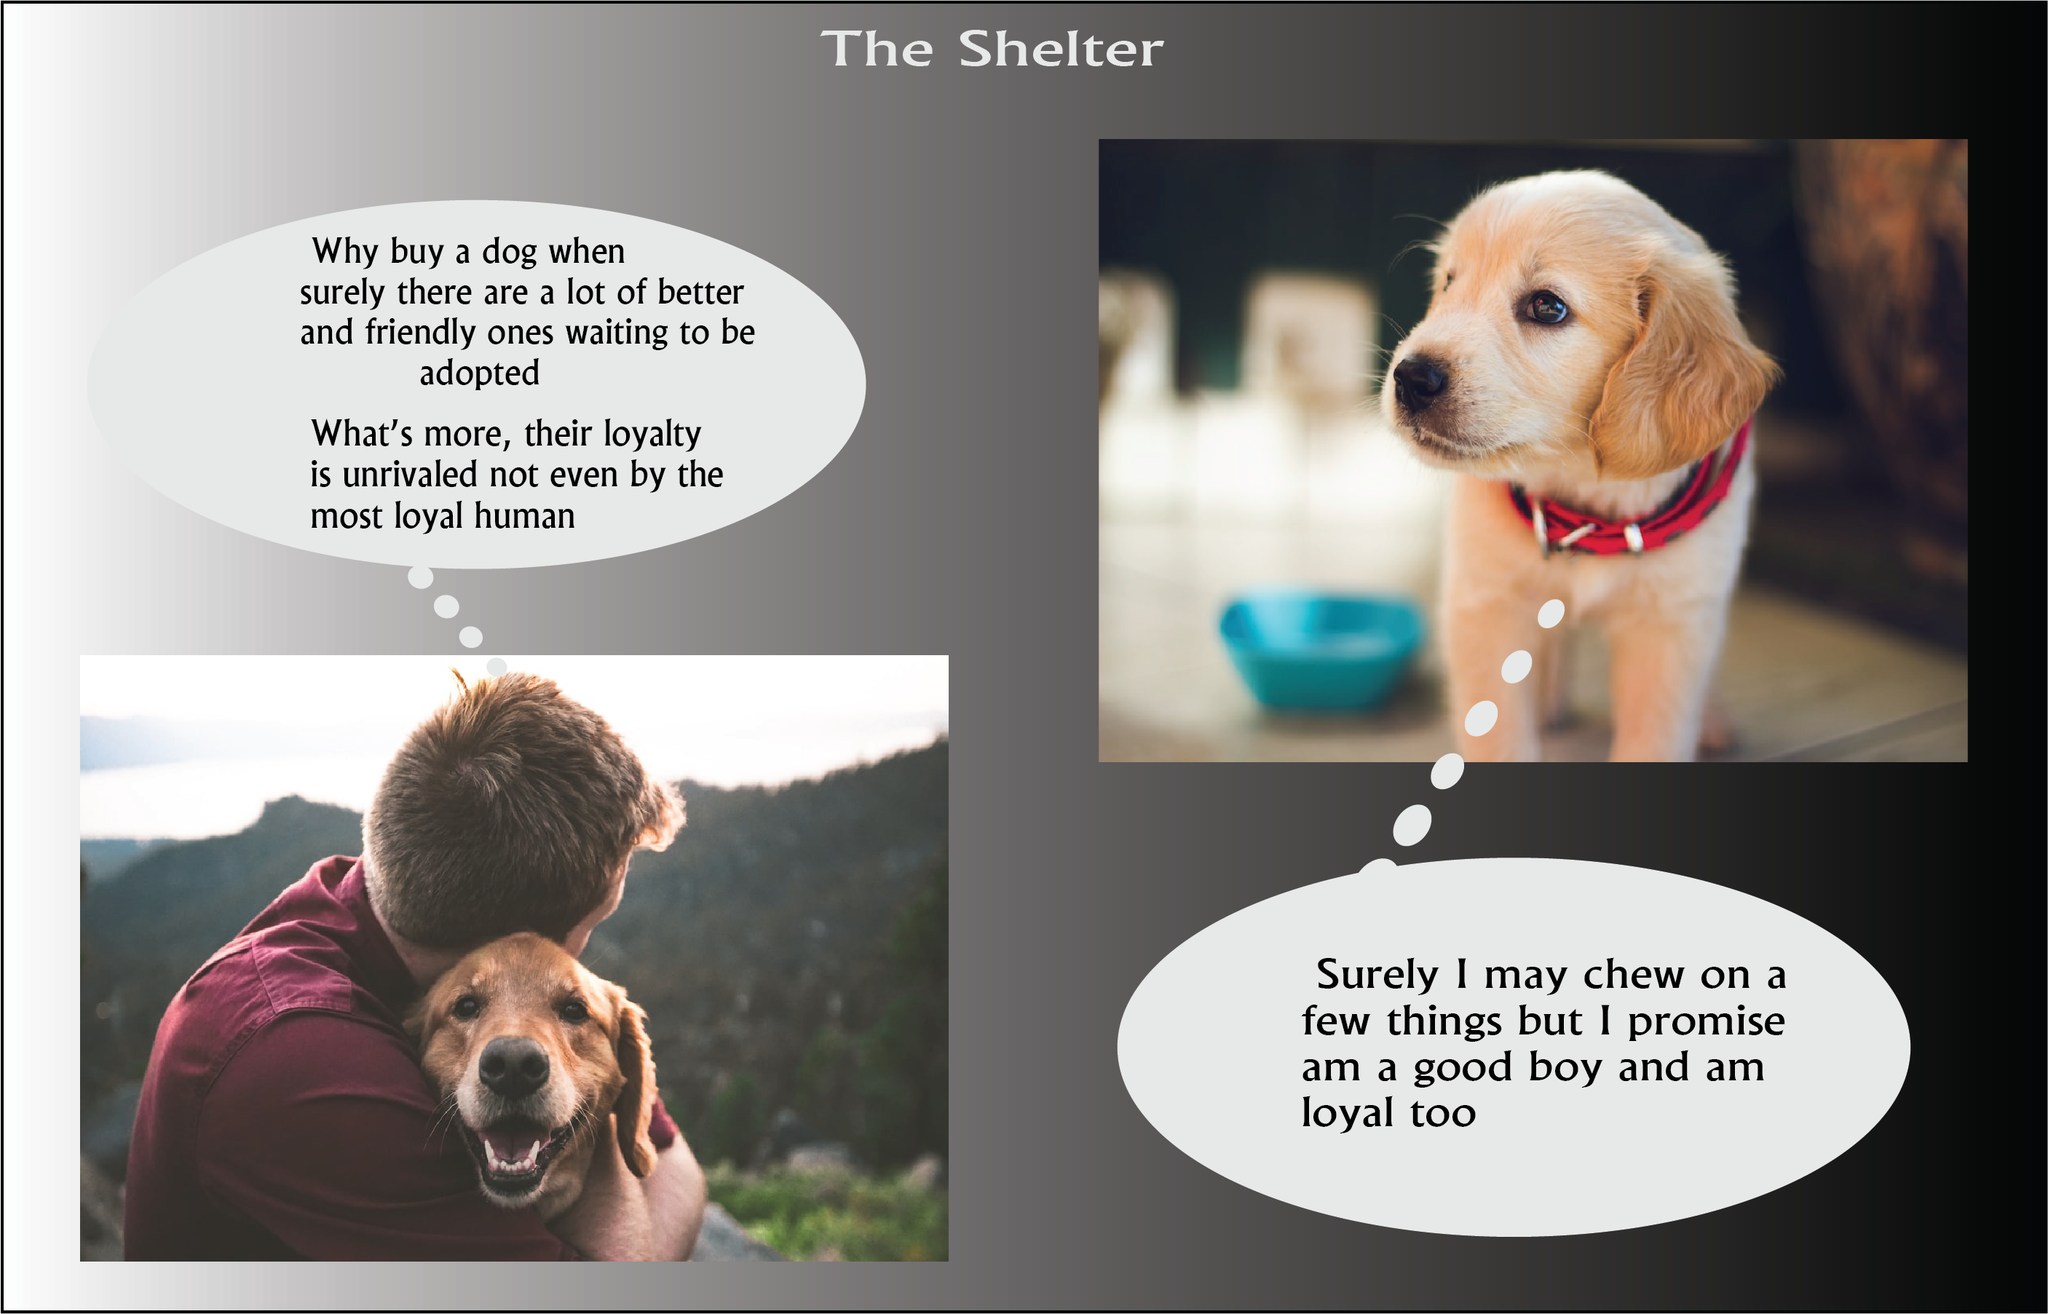 The Shelter
Why buy a dog when
surely there are a lot of better
and friendly ones waiting to be
adopted
What's more, their loyalty
is unrivaled not even by the
most loyal human
Surely I may chew on a
few things but I promise
am a good boy and am
loyal too